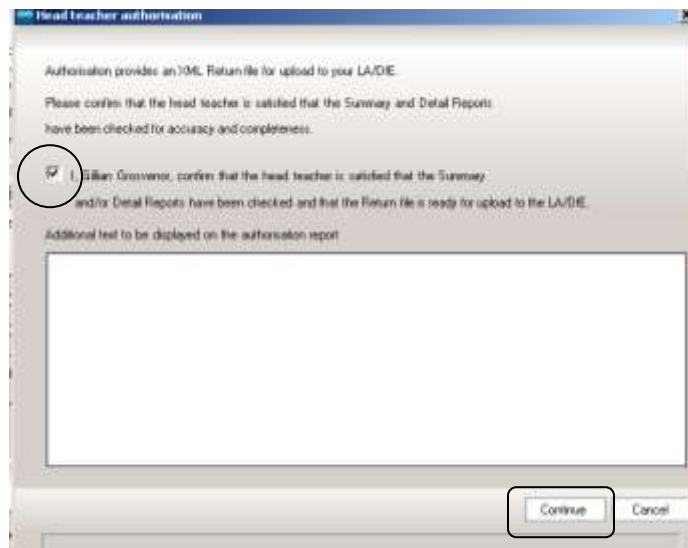 Head teacher authorisation
Authorisation provides an XML Return file for upload to your LA/DfE.
Please confirm that the head teacher is satisfied that the Summary and Detail Reports
have been checked for accuracy and completeness.
I, Gillian Grosvenor, confirm that the head teacher is satisfied that the Summary
and/or Detail Reports have been checked and that the Return file is ready for upload to the LA/DfE.
Additional text to be displayed on the authorisation report
Continue
Cancel